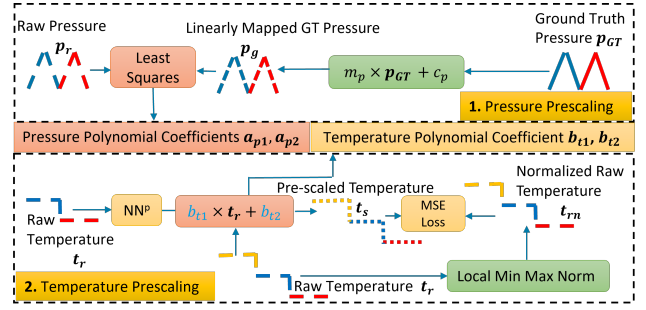 Raw Pressure
p_r
Linearly Mapped GT Pressure
p_g
Ground Truth
Pressure p_GT
Least
Squares
m_p × p_GT + c_p
1. Pressure Prescaling
Pressure Polynomial Coefficients a_p1, a_p2
Temperature Polynomial Coefficient b_t1, b_t2
Raw
Temperature
t_r
NN^p
b_t1 × t_r + b_t2
Pre-scaled Temperature
t_s
MSE
Loss
Normalized Raw
Temperature
t_rn
2. Temperature Prescaling
Raw Temperature t_r
Local Min Max Norm